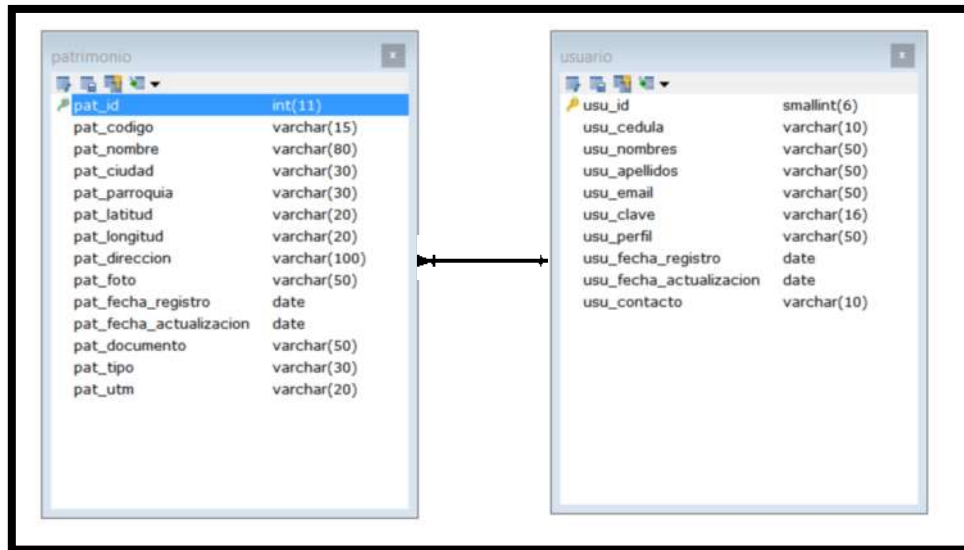 patrimonio
pat_id int(11)
pat_codigo varchar(15)
pat_nombre varchar(80)
pat_ciudad varchar(30)
pat_parroquia varchar(30)
pat_latitud varchar(20)
pat_longitud varchar(20)
pat_direccion varchar(100)
pat_foto varchar(50)
pat_fecha_registro date
pat_fecha_actualizacion date
pat_documento varchar(50)
pat_tipo varchar(30)
pat_utm varchar(20)
usuario
usu_id smallint(6)
usu_cedula varchar(10)
usu_nombres varchar(50)
usu_apellidos varchar(50)
usu_email varchar(50)
usu_clave varchar(16)
usu_perfil varchar(50)
usu_fecha_registro date
usu_fecha_actualizacion date
usu_contacto varchar(10)